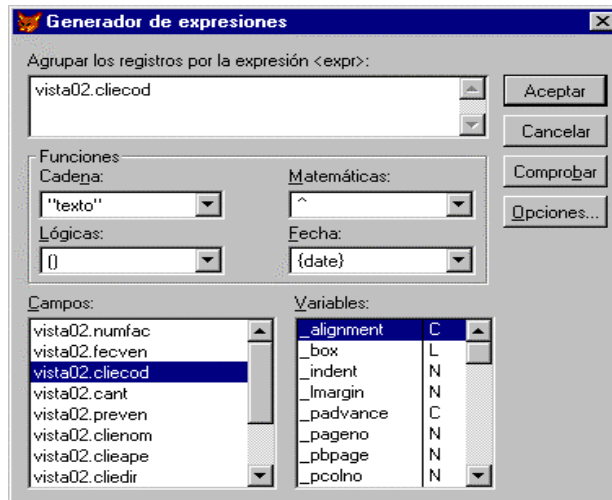 Generador de expresiones
Agrupar los registros por la expresión <expr>:
vista02.cliecod
Aceptar
Cancelar
Comprobar
Opciones...
Funciones
Cadena:
Matemáticas:
"texto"
^
Lógicas:
Fecha:
()
{date}
Campos:
Variables:
vista02.numfac
vista02.fecven
vista02.cliecod
vista02.cant
vista02.preven
vista02.clienom
vista02.clieape
vista02.cliedir
_alignment C
_box L
_indent N
_lmargin N
_padvance C
_pageno N
_pbpage N
_pcolno N